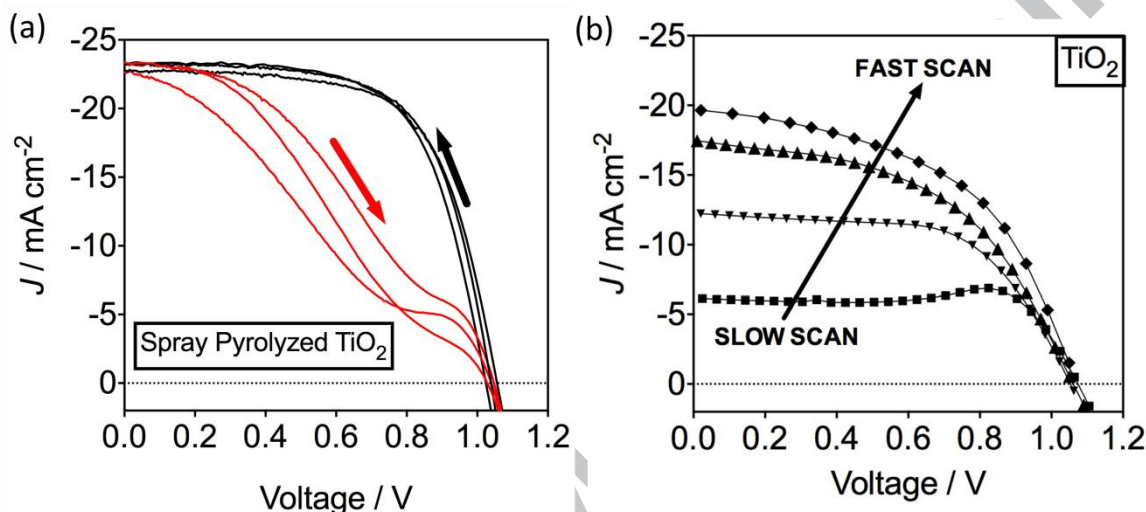 (a)
-25
-20
-15
-10
-5
0
J / mA cm-2
Spray Pyrolyzed TiO2
0.0 0.2 0.4 0.6 0.8 1.0 1.2
Voltage / V
(b)
-25
-20
-15
-10
-5
0
J / mA cm-2
TiO2
FAST SCAN
SLOW SCAN
0.0 0.2 0.4 0.6 0.8 1.0 1.2
Voltage / V